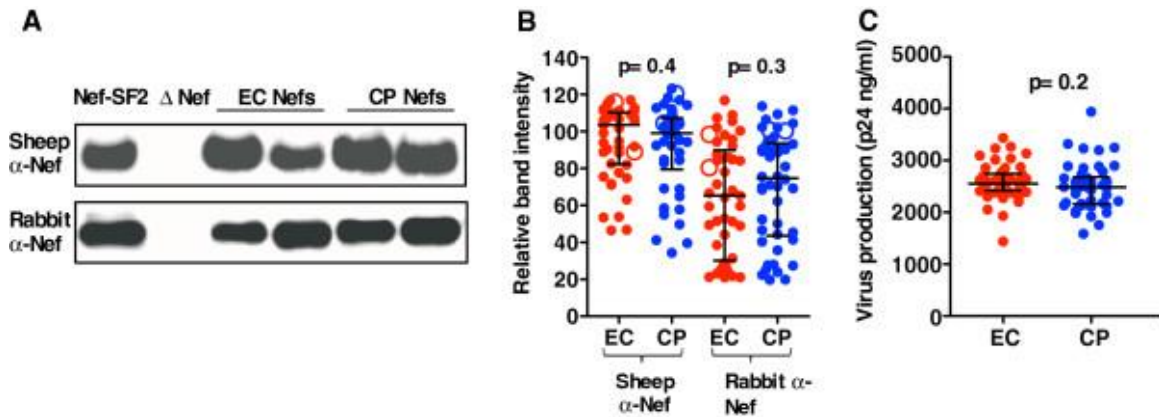 A
Nef-SF2 Δ Nef EC Nefs CP Nefs
Sheep
α-Nef
Rabbit
α-Nef
B
Relative band intensity
140
120
100
80
60
40
20
0
p= 0.4 p= 0.3
EC CP EC CP
Sheep
α-Nef
Rabbit α-
Nef
C
Virus production (p24 ng/ml)
5000
4000
3000
2000
1000
0
p= 0.2
EC CP